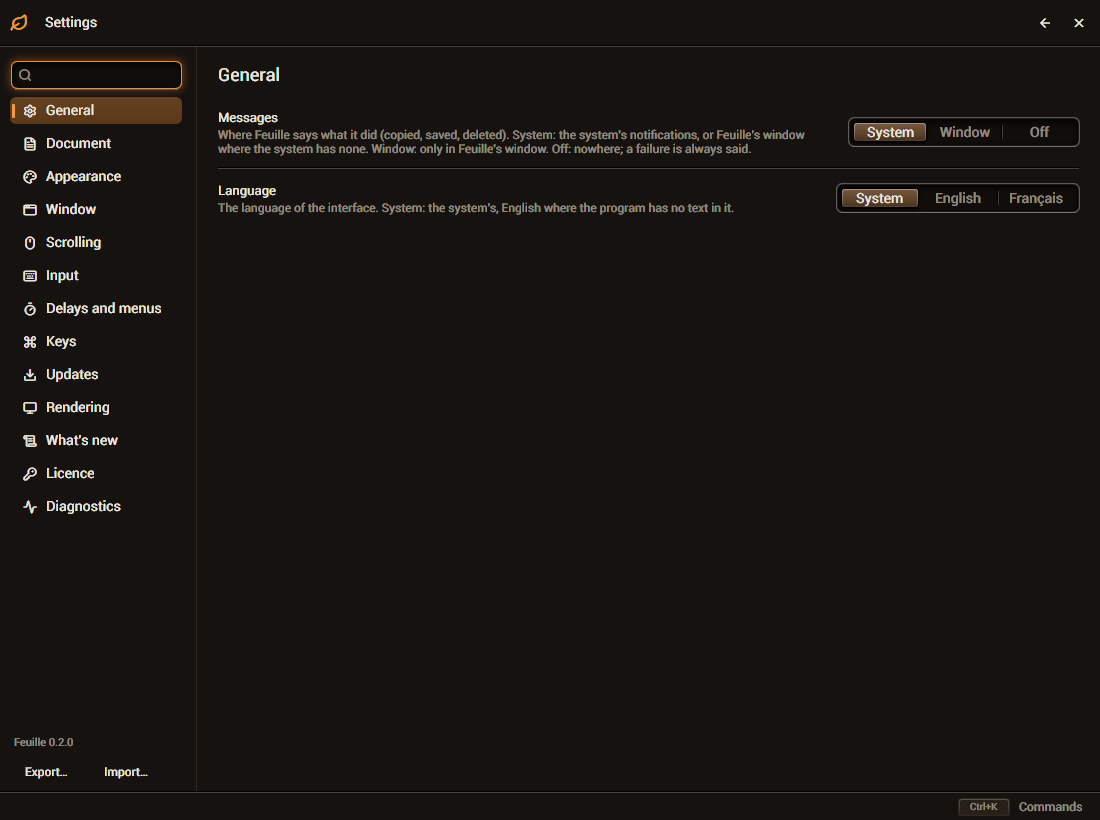 Settings
General
Document
Appearance
Window
Scrolling
Input
Delays and menus
Keys
Updates
Rendering
What's new
Licence
Diagnostics
Feuille 0.2.0
Export...
Import...
General
Messages
Where Feuille says what it did (copied, saved, deleted). System: the system's notifications, or Feuille's window
where the system has none. Window: only in Feuille's window. Off: nowhere; a failure is always said.
System
Window
Off
Language
The language of the interface. System: the system's, English where the program has no text in it.
System
English
Français
Ctrl+K
Commands